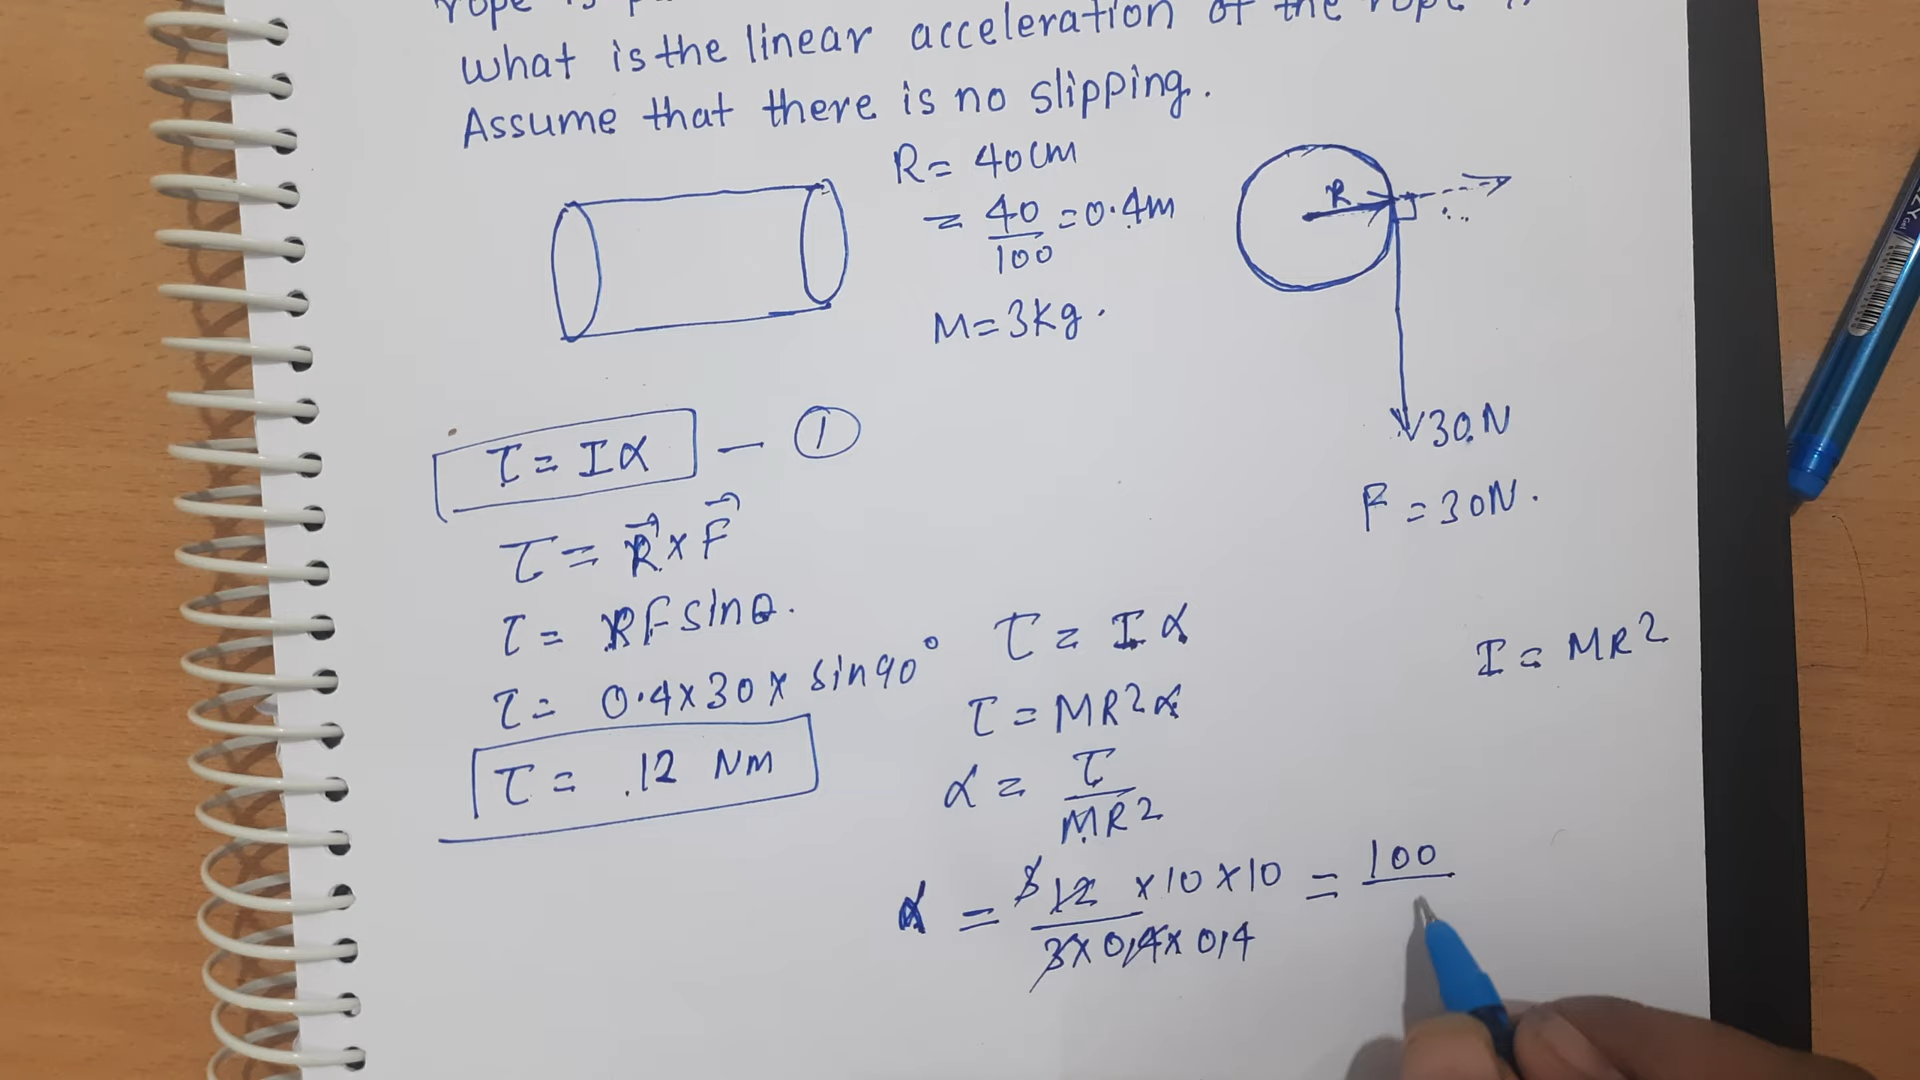 rope is
what is the linear acceleration of the rope
Assume that there is no slipping.
R = 40cm
= 40/100 = 0.4m
M = 3kg.
R
30N
F = 30N.
τ = Iα — ①
τ = R⃗ × F⃗
τ = RF sinθ.
τ = 0.4 × 30 × sin90°
τ = .12 Nm
τ = Iα
I = MR²
τ = MR²α
α = τ/MR²
α = 12 × 10 × 10 / 3 × 0.4 × 0.4 = 100